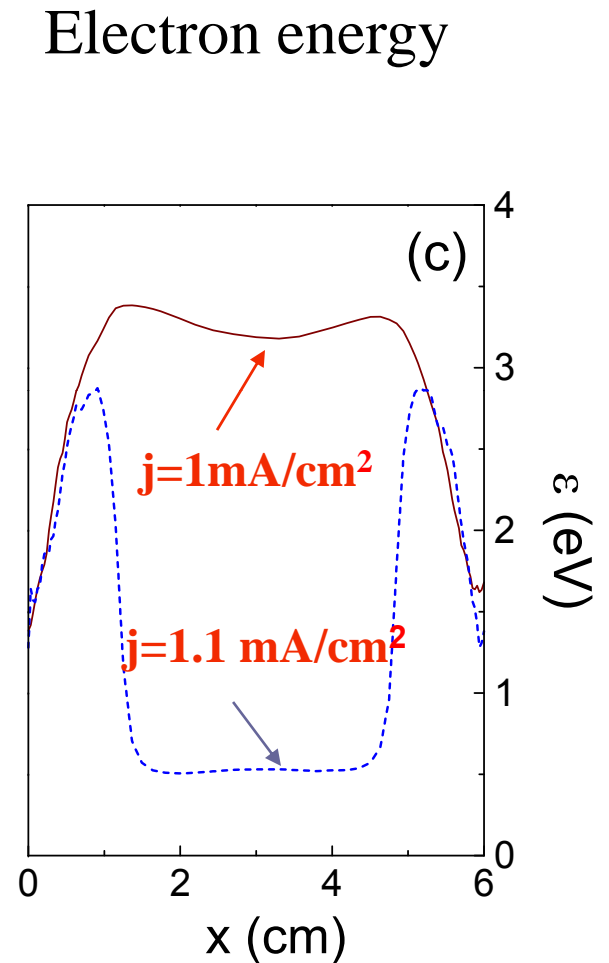 Electron energy
4
(c)
3
j=1mA/cm²
2
ε (eV)
j=1.1 mA/cm²
1
0
0 2 4 6
x (cm)